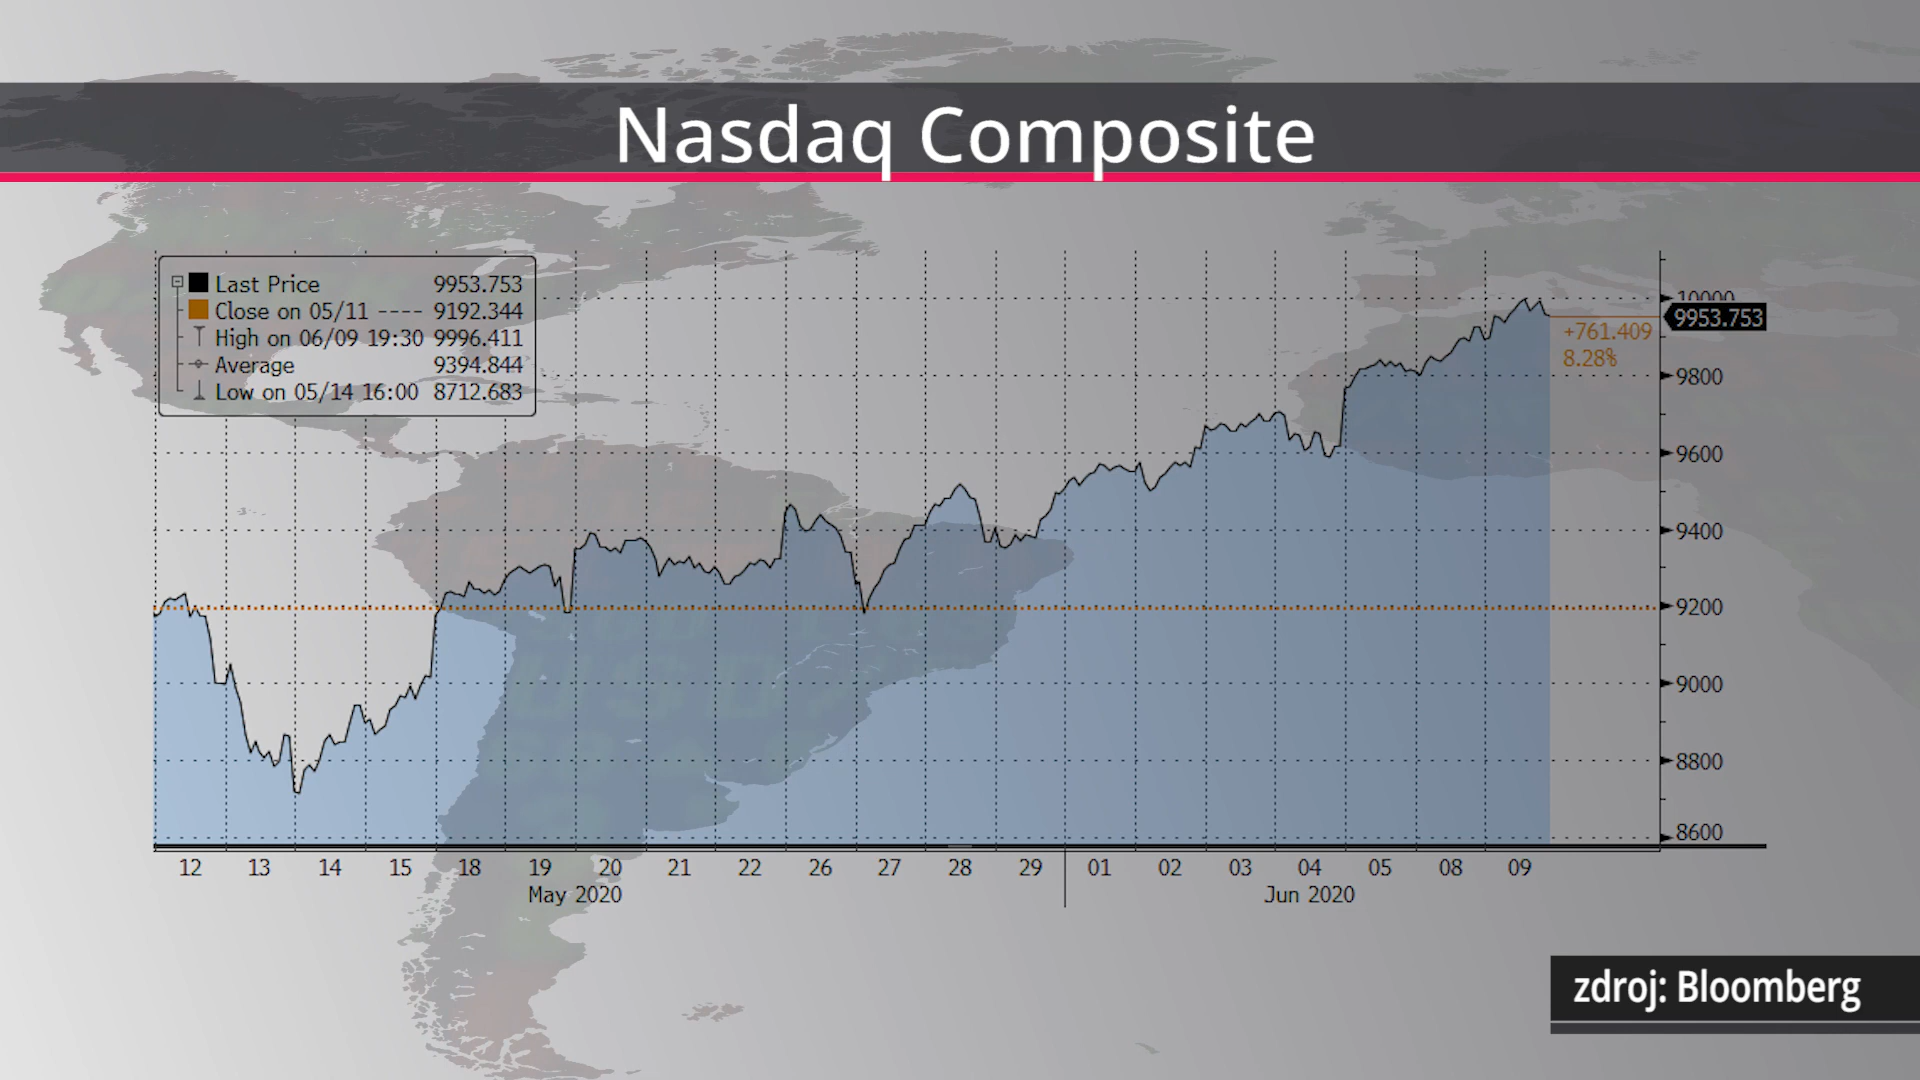 Nasdaq Composite
Last Price 9953.753
Close on 05/11 ---- 9192.344
High on 06/09 19:30 9996.411
Average 9394.844
Low on 05/14 16:00 8712.683
10000
9953.753
+761.409
8.28%
9800
9600
9400
9200
9000
8800
8600
12 13 14 15 18 19 20 21 22 26 27 28 29 01 02 03 04 05 08 09
May 2020 Jun 2020
zdroj: Bloomberg